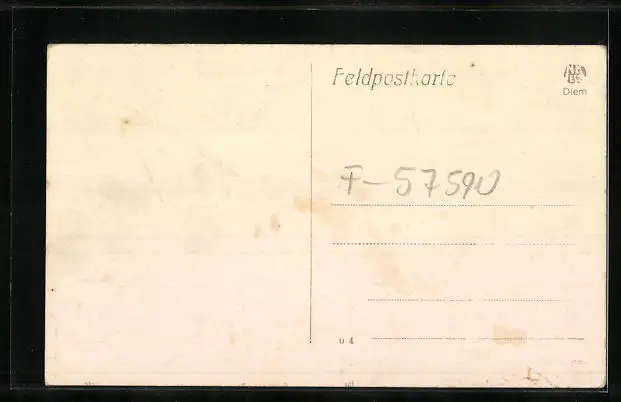 Feldpostkarte
Diem
F-57590
u 4